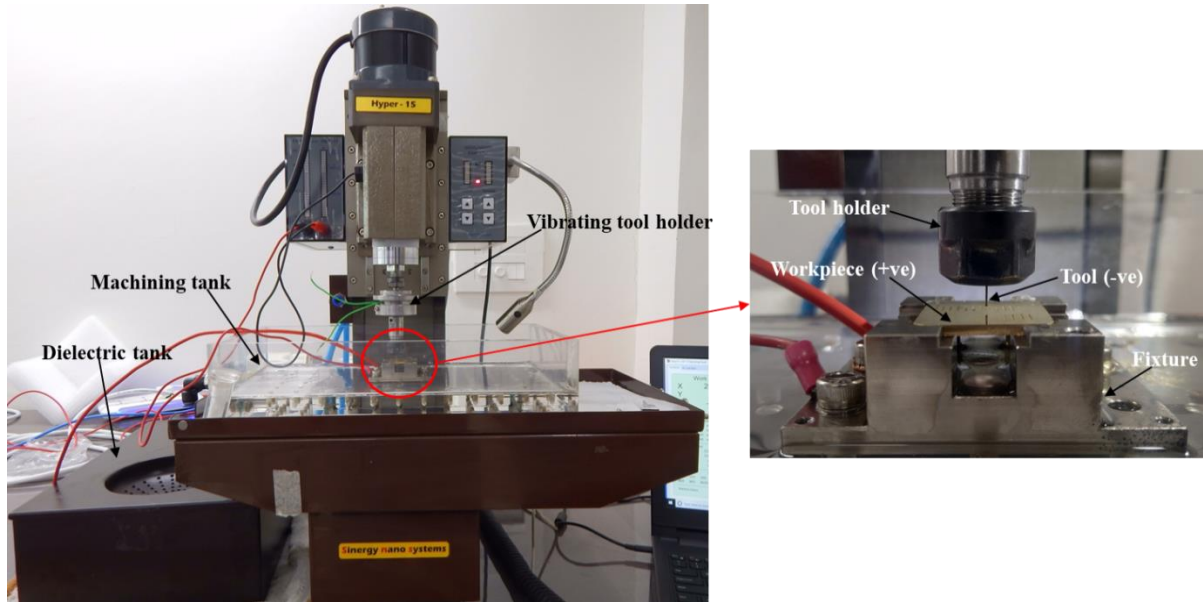 Hyper - 15
Vibrating tool holder
Machining tank
Dielectric tank
Sinergy nano systems
Tool holder
Workpiece (+ve)
Tool (-ve)
Fixture